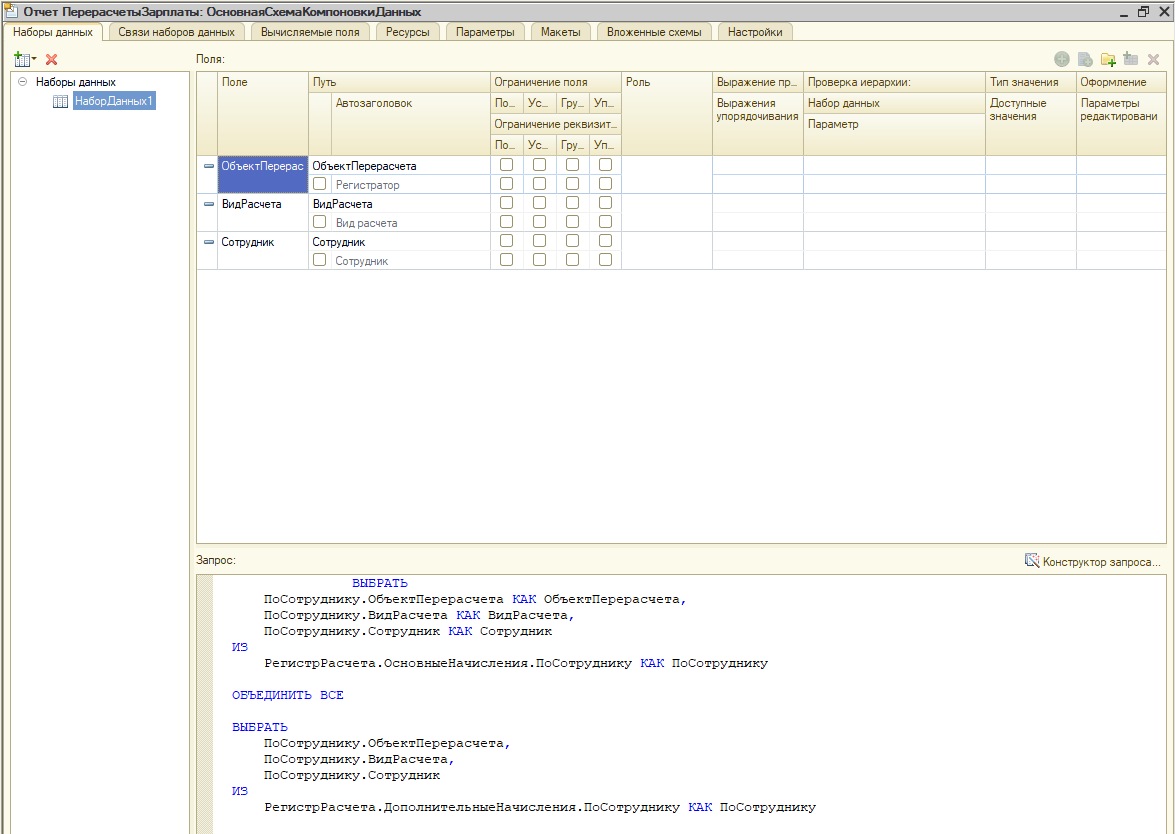 Отчет ПерерасчетыЗарплаты: ОсновнаяСхемаКомпоновкиДанных
Наборы данных Связи наборов данных Вычисляемые поля Ресурсы Параметры Макеты Вложенные схемы Настройки
Поля:
Наборы данных
НаборДанных1
Поле Путь Ограничение поля Роль Выражение пр... Проверка иерархии: Тип значения Оформление
Автозаголовок По... Ус... Гру... Уп... Выражения упорядочивания Набор данных Доступные значения Параметры редактировани
Ограничение реквизит... Параметр
По... Ус... Гру... Уп...
ОбъектПерерас ОбъектПерерасчета
Регистратор
ВидРасчета ВидРасчета
Вид расчета
Сотрудник Сотрудник
Сотрудник
Запрос: Конструктор запроса...
ВЫБРАТЬ
ПоСотруднику.ОбъектПерерасчета КАК ОбъектПерерасчета,
ПоСотруднику.ВидРасчета КАК ВидРасчета,
ПоСотруднику.Сотрудник КАК Сотрудник
ИЗ
РегистрРасчета.ОсновныеНачисления.ПоСотруднику КАК ПоСотруднику
ОБЪЕДИНИТЬ ВСЕ
ВЫБРАТЬ
ПоСотруднику.ОбъектПерерасчета,
ПоСотруднику.ВидРасчета,
ПоСотруднику.Сотрудник
ИЗ
РегистрРасчета.ДополнительныеНачисления.ПоСотруднику КАК ПоСотруднику